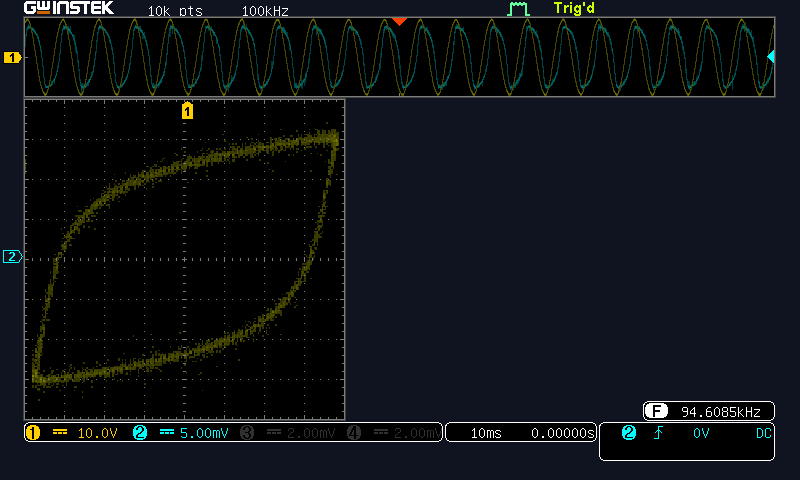 GWINSTEK 10k pts 100kHz Trig'd
1
1
2
F 94.6085kHz
1 10.0V 2 5.00mV 3 2.00mV 4 2.00mV 10ms 0.00000s 2 0V DC